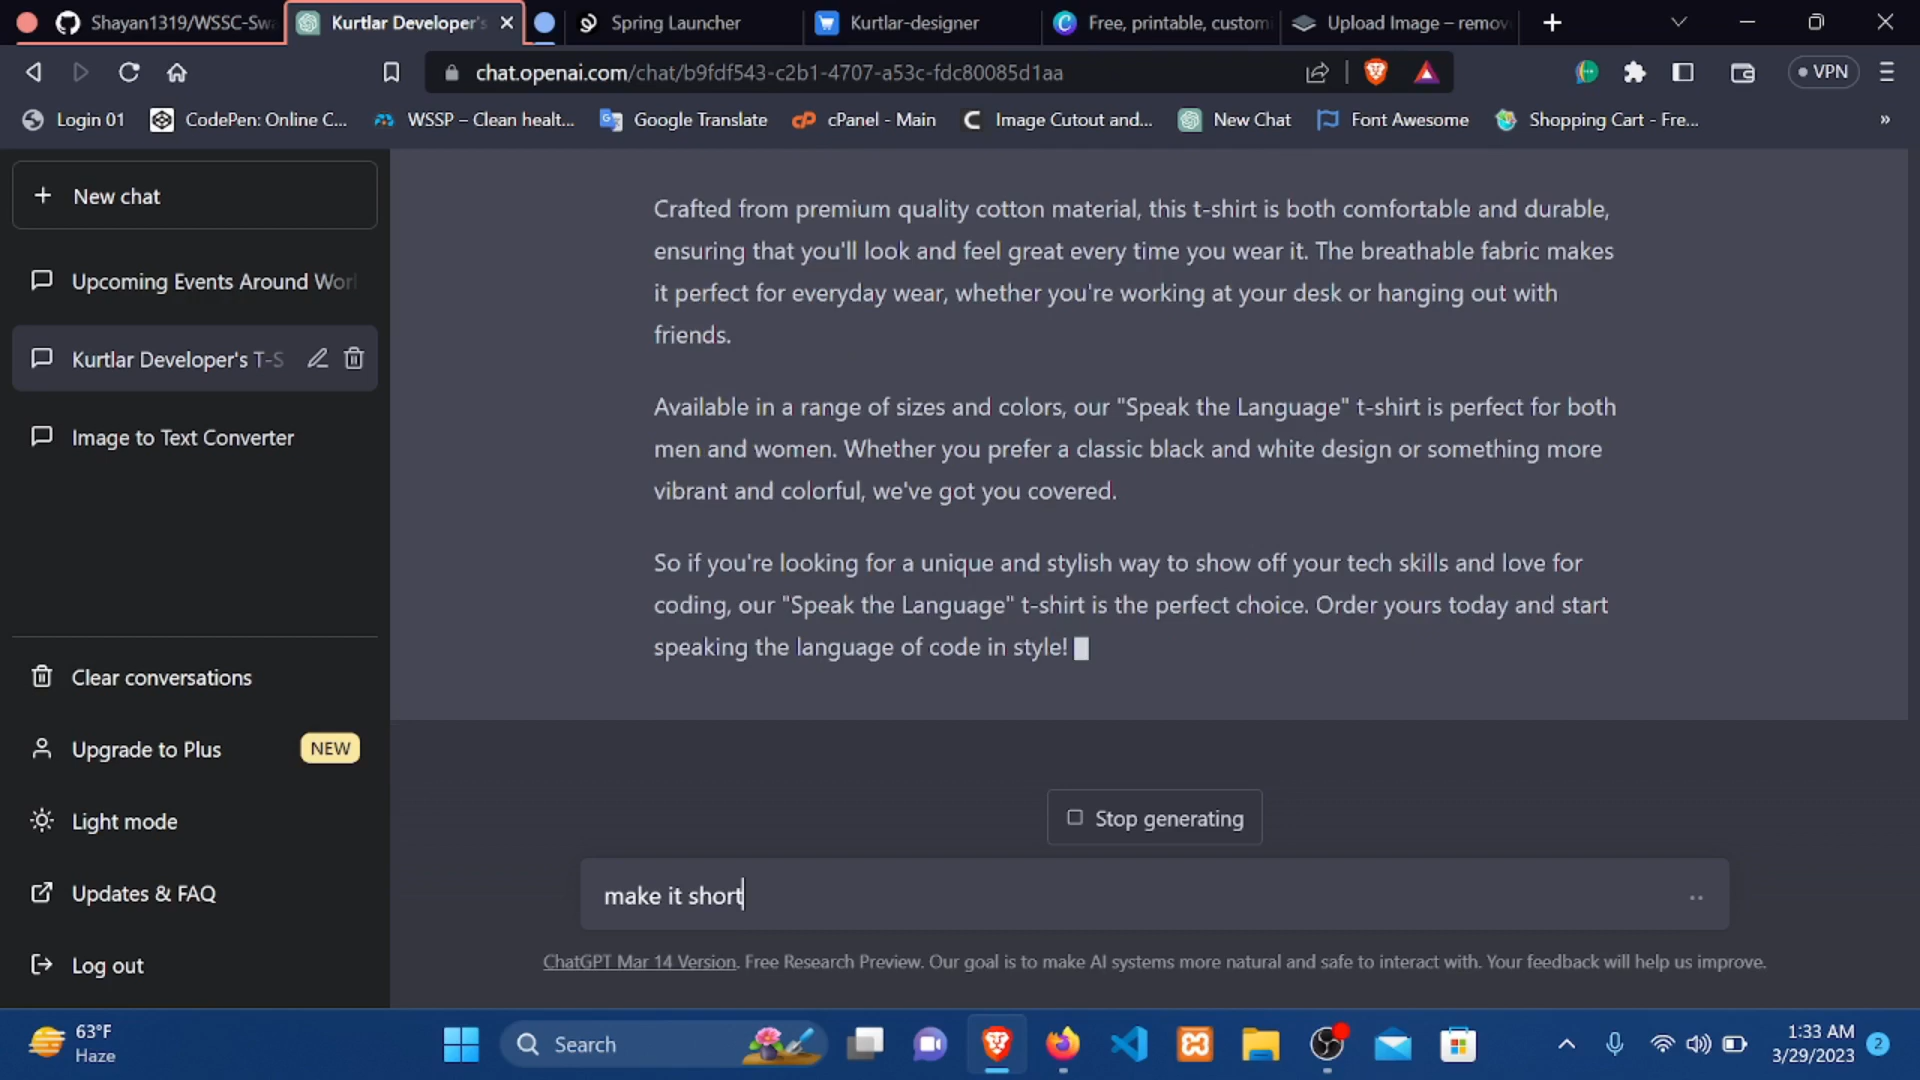 Shayan1319/WSSC-Swa
Kurtlar Developer's
Spring Launcher
Kurtlar-designer
Free, printable, custom
Upload Image – remov
chat.openai.com/chat/b9fdf543-c2b1-4707-a53c-fdc80085d1aa
VPN
Login 01
CodePen: Online C...
WSSP – Clean healt...
Google Translate
cPanel - Main
Image Cutout and...
New Chat
Font Awesome
Shopping Cart - Fre...
»
+ New chat
Upcoming Events Around Worl
Kurtlar Developer's T-S
Image to Text Converter
Clear conversations
Upgrade to Plus
NEW
Light mode
Updates & FAQ
Log out
Crafted from premium quality cotton material, this t-shirt is both comfortable and durable,
ensuring that you'll look and feel great every time you wear it. The breathable fabric makes
it perfect for everyday wear, whether you're working at your desk or hanging out with
friends.
Available in a range of sizes and colors, our "Speak the Language" t-shirt is perfect for both
men and women. Whether you prefer a classic black and white design or something more
vibrant and colorful, we've got you covered.
So if you're looking for a unique and stylish way to show off your tech skills and love for
coding, our "Speak the Language" t-shirt is the perfect choice. Order yours today and start
speaking the language of code in style!
Stop generating
make it short
ChatGPT Mar 14 Version. Free Research Preview. Our goal is to make AI systems more natural and safe to interact with. Your feedback will help us improve.
63°F
Haze
Search
1:33 AM
3/29/2023
2